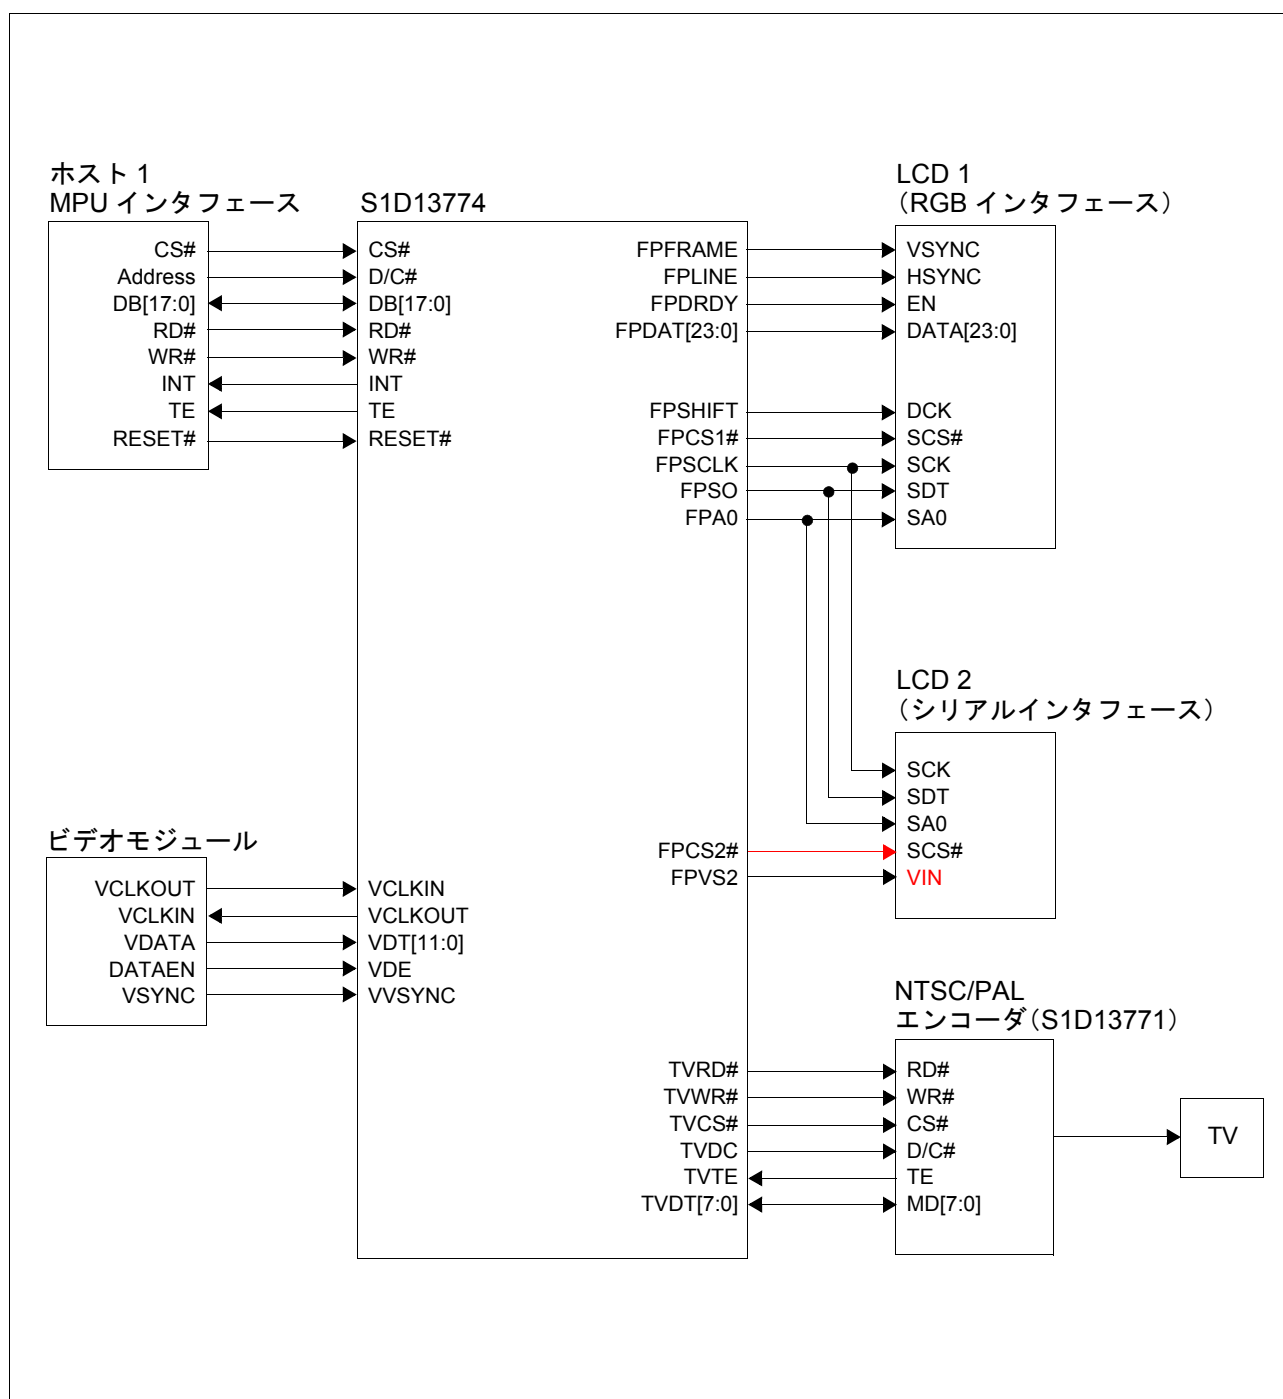 ホスト 1
MPU インタフェース
CS#
Address
DB[17:0]
RD#
WR#
INT
TE
RESET#
S1D13774
CS#
D/C#
DB[17:0]
RD#
WR#
INT
TE
RESET#
FPFRAME
FPLINE
FPDRDY
FPDAT[23:0]
FPSHIFT
FPCS1#
FPSCLK
FPSO
FPA0
LCD 1
（RGB インタフェース）
VSYNC
HSYNC
EN
DATA[23:0]
DCK
SCS#
SCK
SDT
SA0
LCD 2
（シリアルインタフェース）
SCK
SDT
SA0
SCS#
VIN
FPCS2#
FPVS2
ビデオモジュール
VCLKOUT
VCLKIN
VDATA
DATAEN
VSYNC
VCLKIN
VCLKOUT
VDT[11:0]
VDE
VVSYNC
TVRD#
TVWR#
TVCS#
TVDC
TVTE
TVDT[7:0]
NTSC/PAL
エンコーダ（S1D13771）
RD#
WR#
CS#
D/C#
TE
MD[7:0]
TV